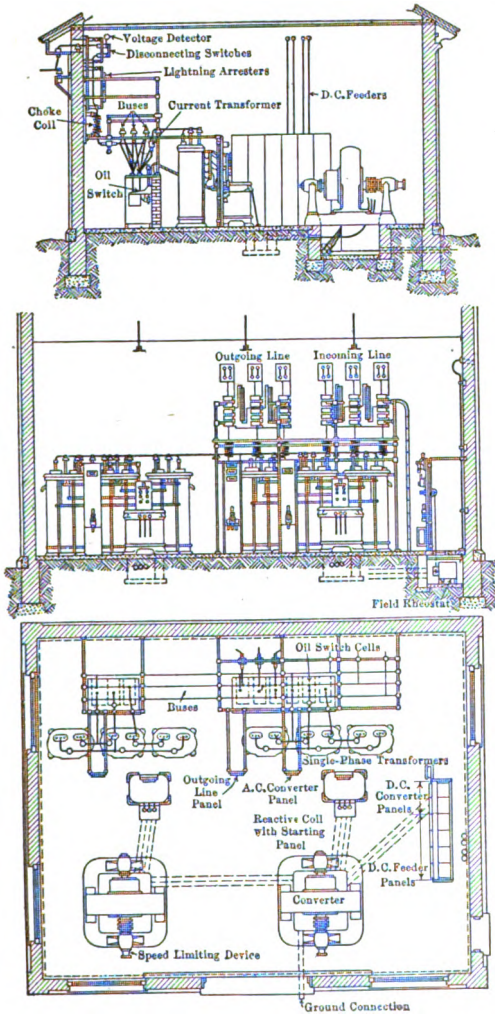 Voltage Detector
Disconnecting Switches
Lightning Arresters
Choke
Coil
Buses
Current Transformer
D.C.Feeders
Oil
Switch
Outgoing Line
Incoming Line
Field Rheostat
Oil Switch Cells
Buses
Single-Phase Transformers
Outgoing
Line
Panel
A.C.Converter
Panel
D.C.
Converter
Panels
Reactive Coil
with Starting
Panel
D.C.Feeder
Panels
Converter
Speed Limiting Device
Ground Connection